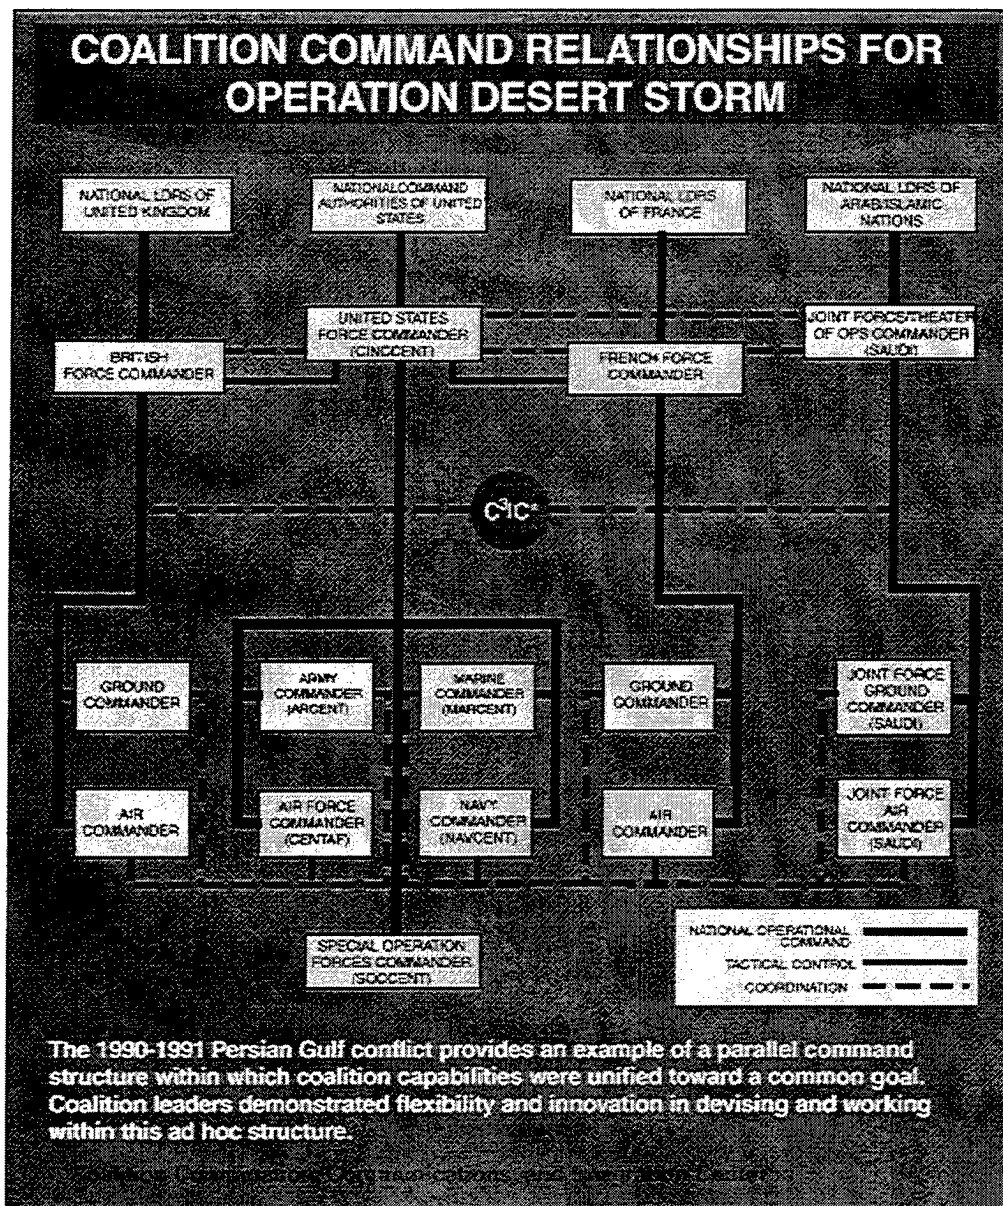 COALITION COMMAND RELATIONSHIPS FOR
OPERATION DESERT STORM
NATIONAL LDRS OF
UNITED KINGDOM
NATIONAL COMMAND
AUTHORITIES OF UNITED
STATES
NATIONAL LDRS
OF FRANCE
NATIONAL LDRS OF
ARAB/ISLAMIC
NATIONS
UNITED STATES
FORCE COMMANDER
(CINCCENT)
JOINT FORCE/THEATER
OF OPS COMMANDER
(SAUDI)
BRITISH
FORCE COMMANDER
FRENCH FORCE
COMMANDER
C³IC*
GROUND
COMMANDER
ARMY
COMMANDER
(ARCENT)
MARINE
COMMANDER
(MARCENT)
GROUND
COMMANDER
JOINT FORCE
GROUND
COMMANDER
(SAUDI)
AIR
COMMANDER
AIR FORCE
COMMANDER
(CENTAF)
NAVY
COMMANDER
(NAVCENT)
AIR
COMMANDER
JOINT FORCE
AIR
COMMANDER
(SAUDI)
SPECIAL OPERATION
FORCES COMMANDER
(SOCCENT)
NATIONAL OPERATIONAL
COMMAND
TACTICAL CONTROL
COORDINATION
The 1990-1991 Persian Gulf conflict provides an example of a parallel command
structure within which coalition capabilities were unified toward a common goal.
Coalition leaders demonstrated flexibility and innovation in devising and working
within this ad hoc structure.